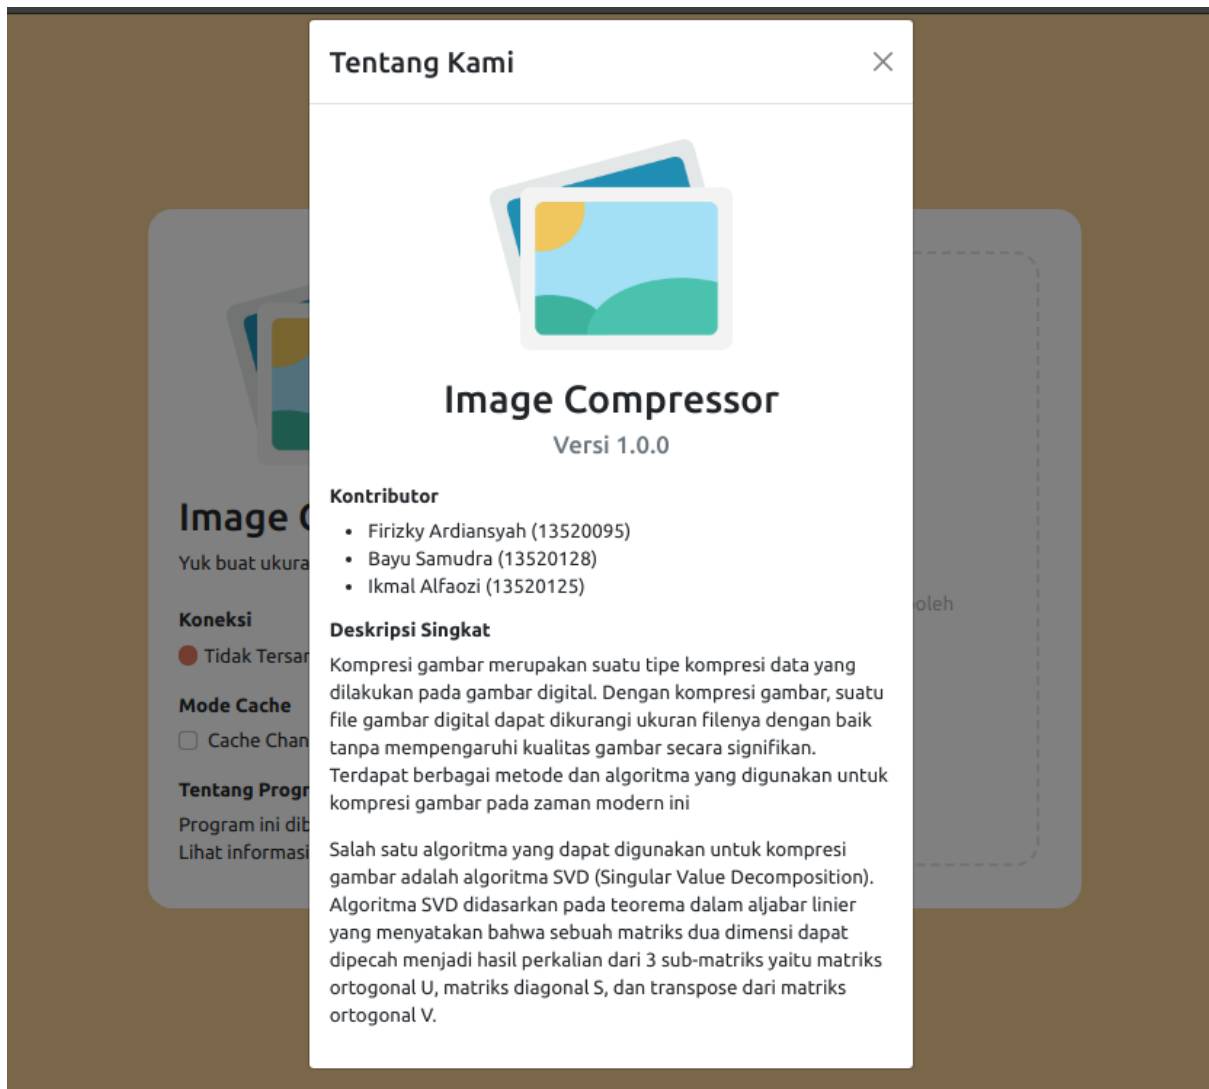 Tentang Kami
Image Compressor
Versi 1.0.0
Kontributor
• Firizky Ardiansyah (13520095)
• Bayu Samudra (13520128)
• Ikmal Alfaozi (13520125)
Deskripsi Singkat
Kompresi gambar merupakan suatu tipe kompresi data yang
dilakukan pada gambar digital. Dengan kompresi gambar, suatu
file gambar digital dapat dikurangi ukuran filenya dengan baik
tanpa mempengaruhi kualitas gambar secara signifikan.
Terdapat berbagai metode dan algoritma yang digunakan untuk
kompresi gambar pada zaman modern ini
Salah satu algoritma yang dapat digunakan untuk kompresi
gambar adalah algoritma SVD (Singular Value Decomposition).
Algoritma SVD didasarkan pada teorema dalam aljabar linier
yang menyatakan bahwa sebuah matriks dua dimensi dapat
dipecah menjadi hasil perkalian dari 3 sub-matriks yaitu matriks
ortogonal U, matriks diagonal S, dan transpose dari matriks
ortogonal V.
Image
Yuk buat ukura
Koneksi
Tidak Tersa
Mode Cache
Cache Chan
Tentang Progr
Program ini dib
Lihat informasi
oleh